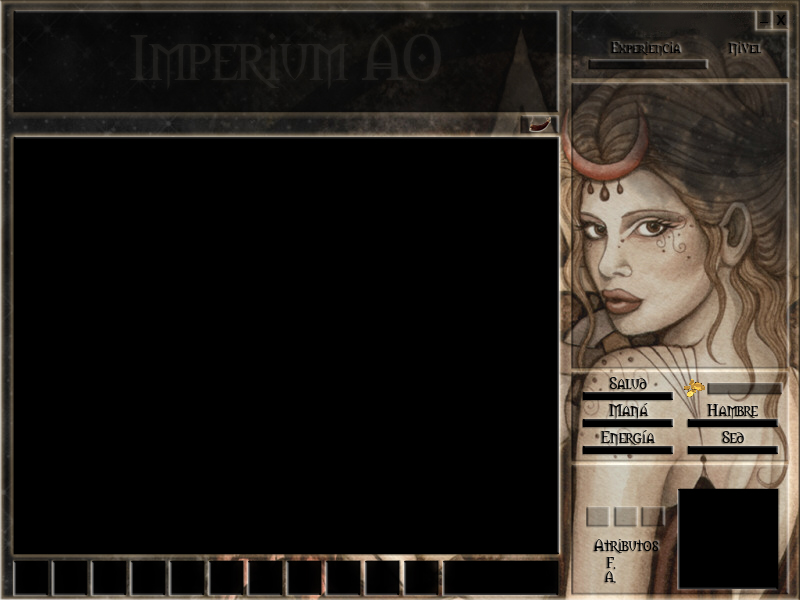 Imperium AO
Experiencia
Nivel
X
Salud
Maná
Hambre
Energía
Sed
Atributos
F.
A.